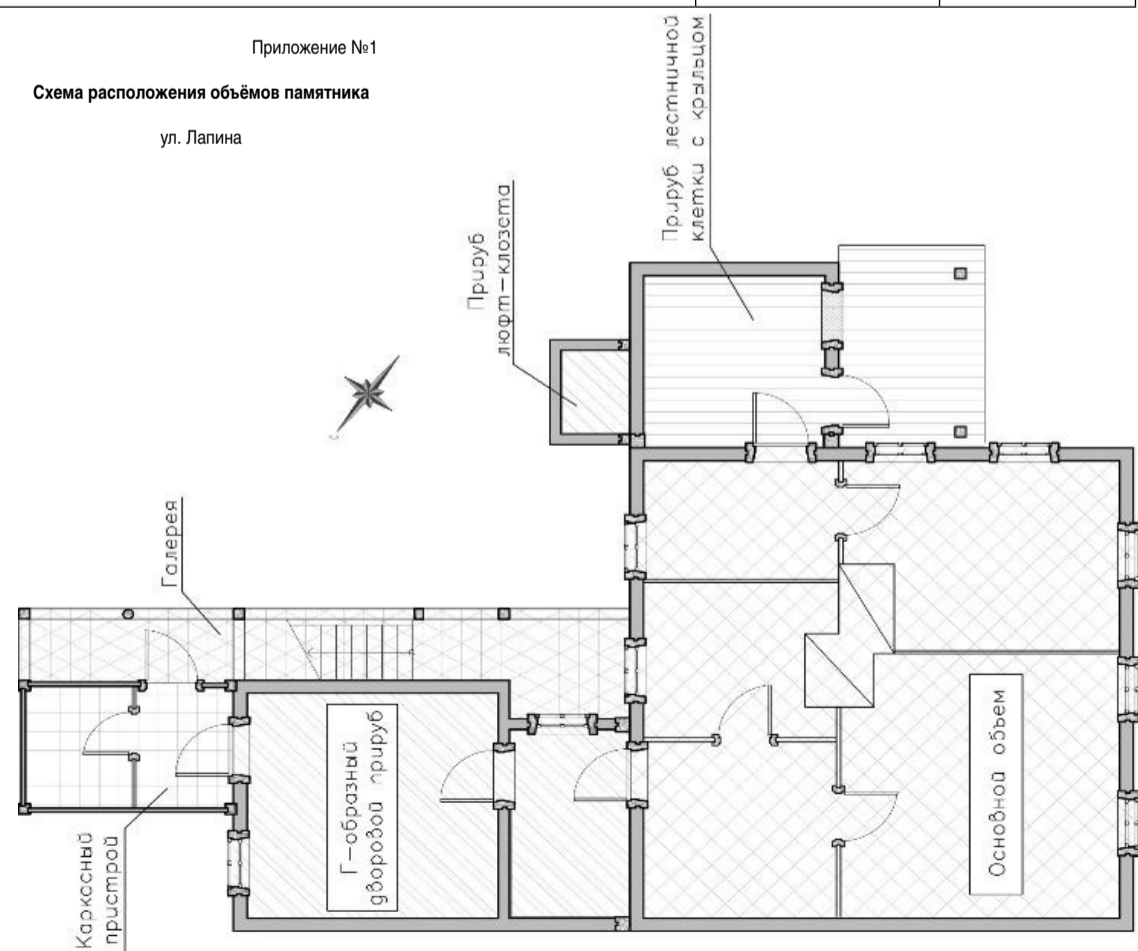 Приложение №1
Схема расположения объёмов памятника
ул. Лапина
Прируб лестничной
клетки с крыльцом
Прируб
люфт-клозета
Галерея
Г-образный
дворовой прируб
Основной объем
Каркасный
пристрой
С